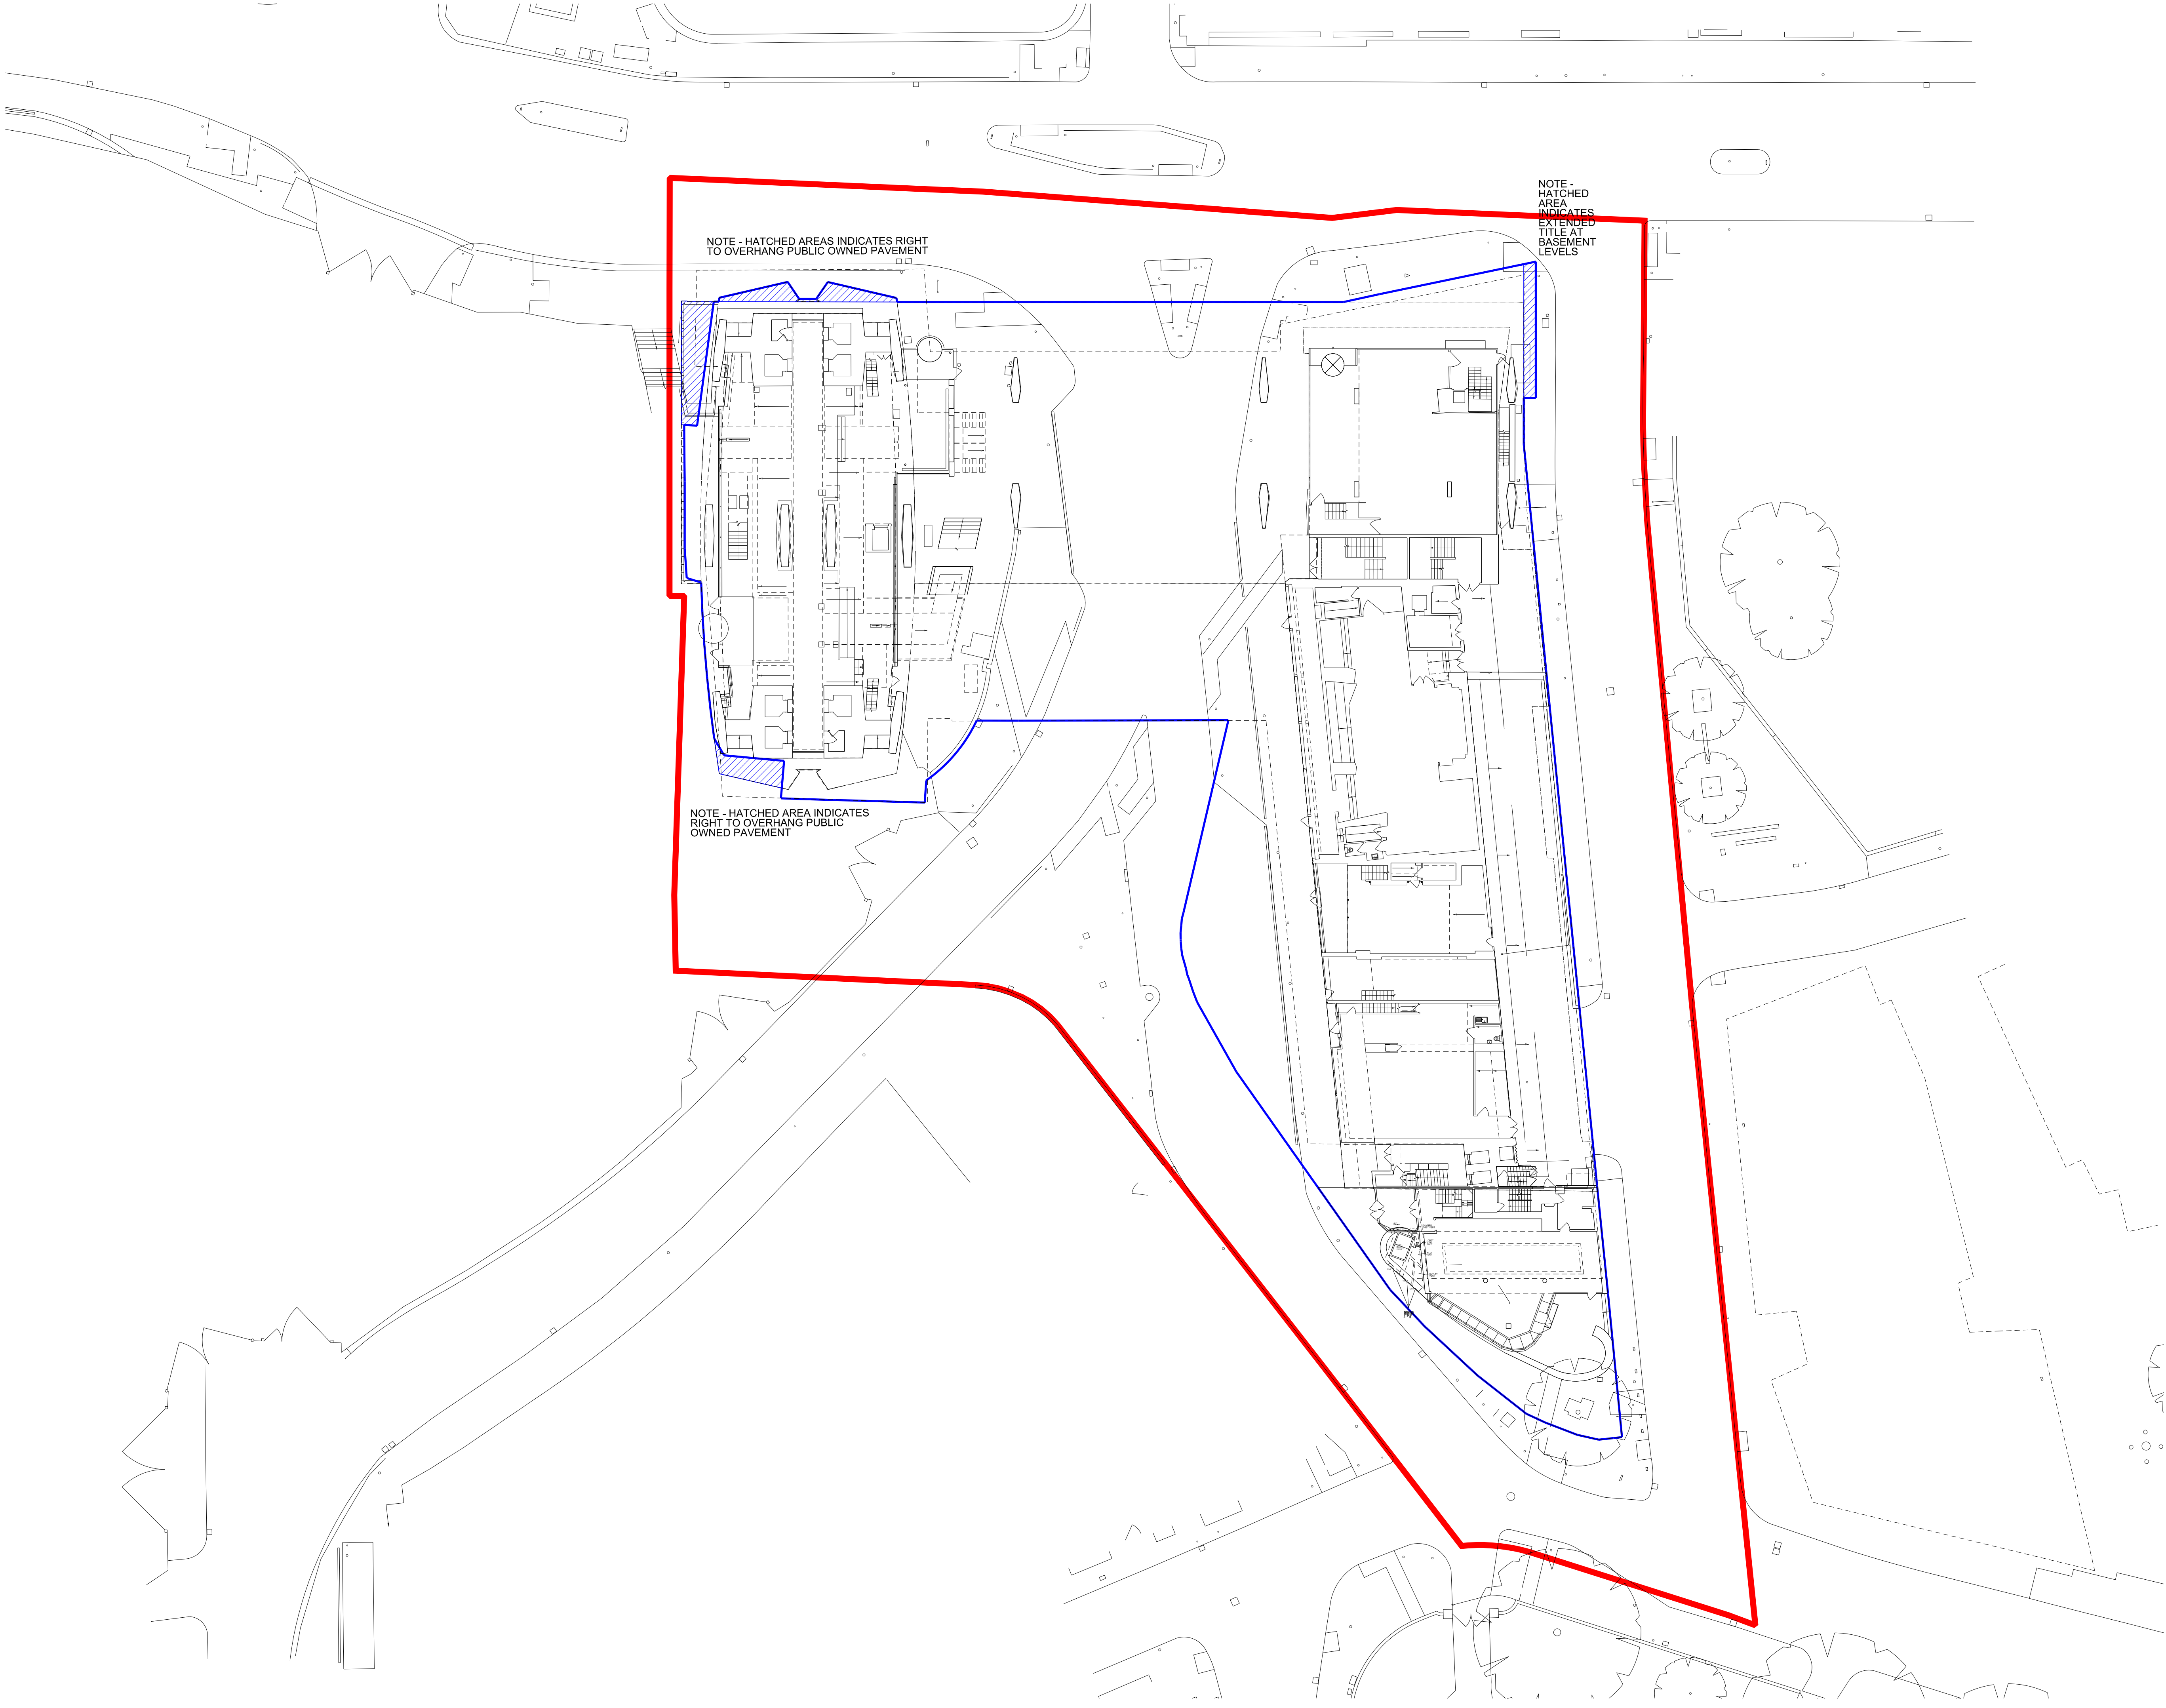 NOTE - HATCHED AREAS INDICATES RIGHT
TO OVERHANG PUBLIC OWNED PAVEMENT
NOTE -
HATCHED
AREA
INDICATES
EXTENDED
TITLE AT
BASEMENT
LEVELS
NOTE - HATCHED AREA INDICATES
RIGHT TO OVERHANG PUBLIC
OWNED PAVEMENT